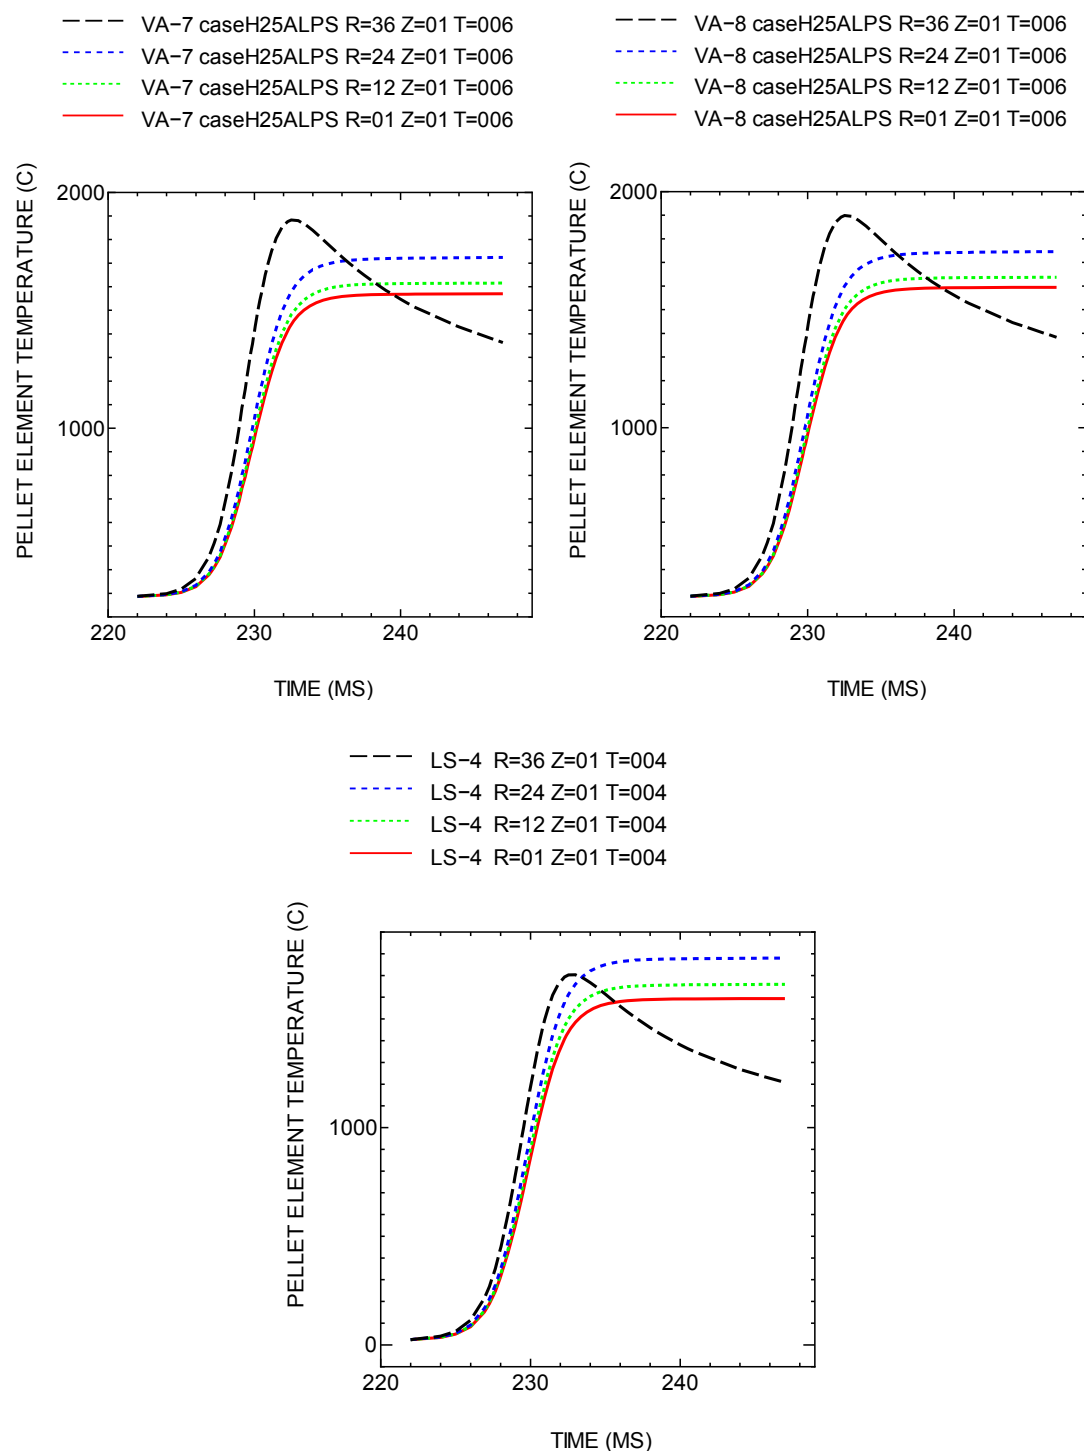 VA−7 caseH25ALPS R=36 Z=01 T=006
VA−7 caseH25ALPS R=24 Z=01 T=006
VA−7 caseH25ALPS R=12 Z=01 T=006
VA−7 caseH25ALPS R=01 Z=01 T=006
PELLET ELEMENT TEMPERATURE (C)
2000
1000
220
230
240
TIME (MS)
VA−8 caseH25ALPS R=36 Z=01 T=006
VA−8 caseH25ALPS R=24 Z=01 T=006
VA−8 caseH25ALPS R=12 Z=01 T=006
VA−8 caseH25ALPS R=01 Z=01 T=006
PELLET ELEMENT TEMPERATURE (C)
2000
1000
220
230
240
TIME (MS)
LS−4 R=36 Z=01 T=004
LS−4 R=24 Z=01 T=004
LS−4 R=12 Z=01 T=004
LS−4 R=01 Z=01 T=004
PELLET ELEMENT TEMPERATURE (C)
1000
0
220
230
240
TIME (MS)